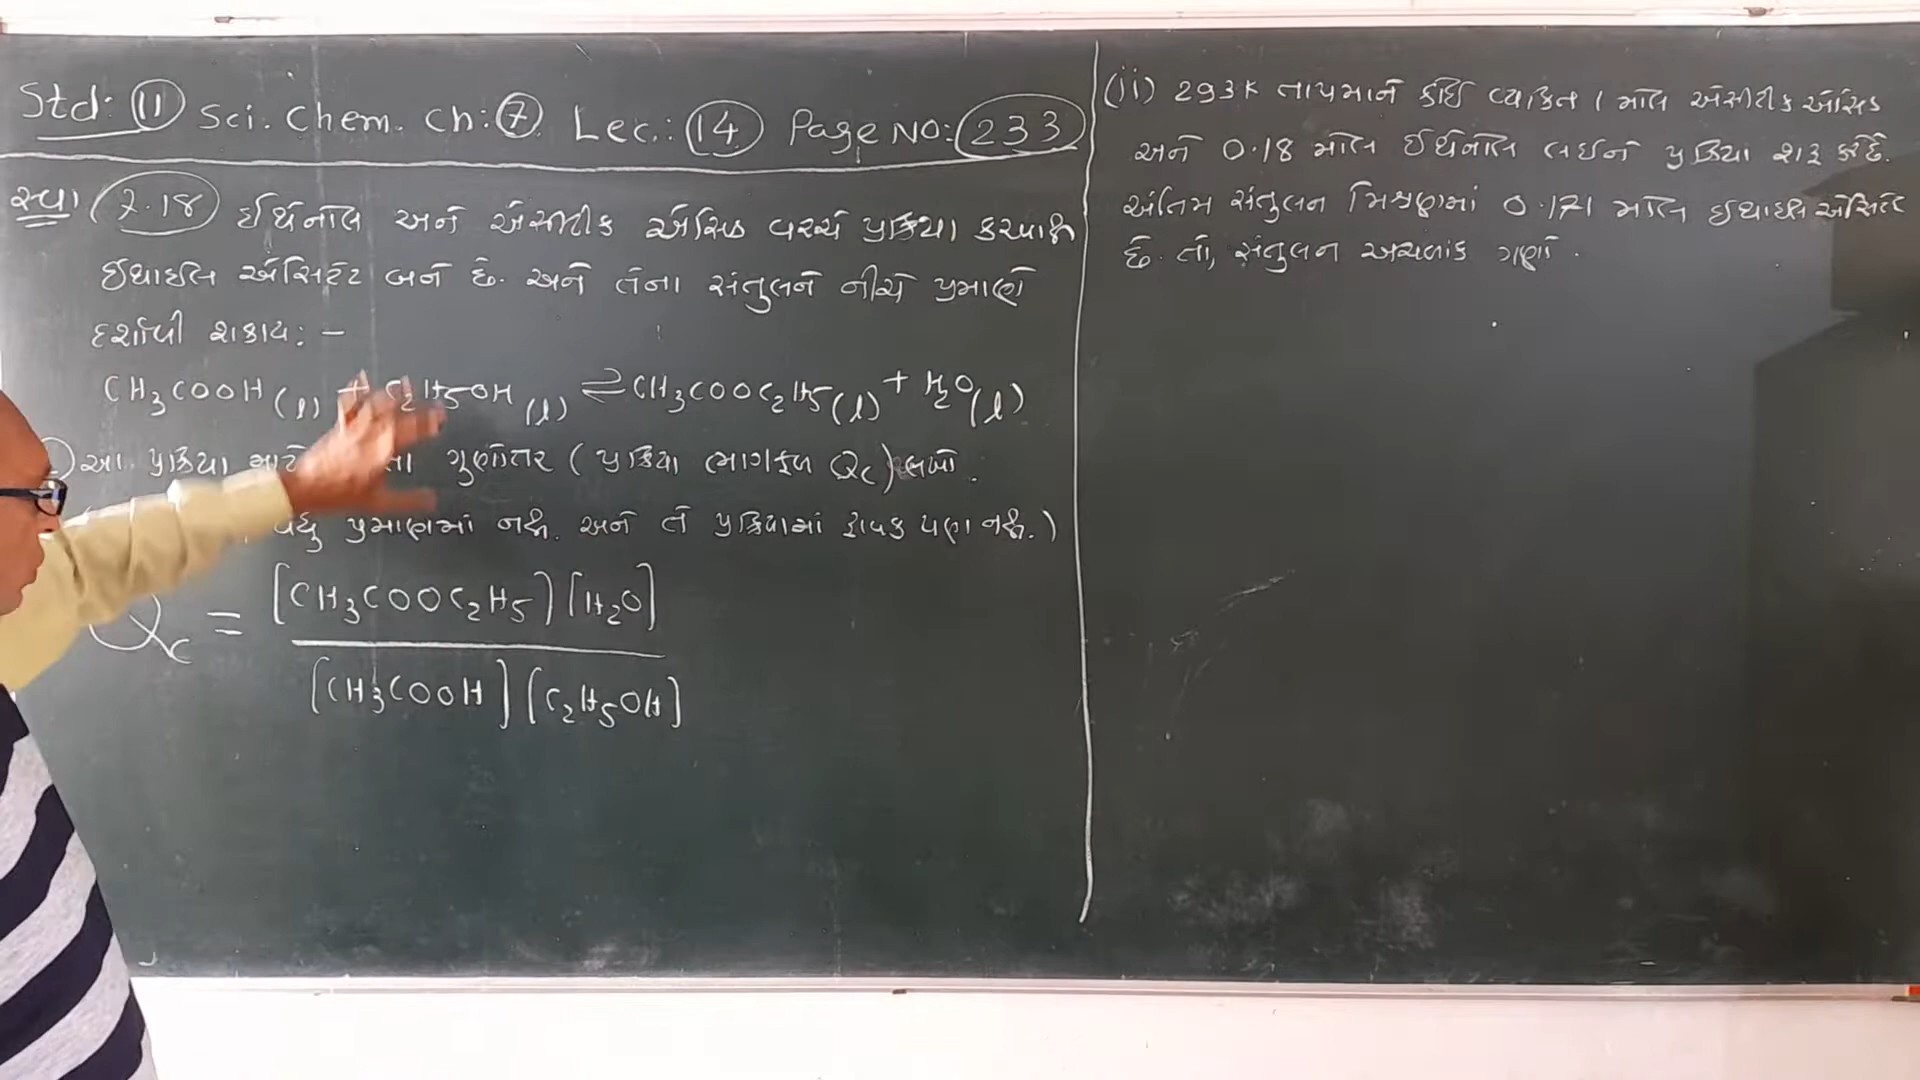 Std: 11 Sci. Chem. Ch: 7. Lec.: 14 Page NO: 233
સ્વા 7.18 ઈથેનોલ અને એસીટીક એસિડ વચ્ચે પ્રક્રિયા કરવાથી
ઈથાઈલ એસિટેટ બને છે. અને તેના સંતુલનને નીચે પ્રમાણે
દર્શાવી શકાય: –
CH₃COOH(l) + C₂H₅OH(l) ⇌ CH₃COOC₂H₅(l) + H₂O(l)
આ પ્રક્રિયા માટે ગુણોત્તર (પ્રક્રિયા ભાગફળ Qc) લખો.
વધુ પ્રમાણમાં નથી. અને તે પ્રક્રિયામાં દ્રાવક પણ નથી.)
Qc = [CH₃COOC₂H₅][H₂O]
[CH₃COOH][C₂H₅OH]
(ii) 293K તાપમાને કોઈ વ્યક્તિ 1 મોલ એસીટીક એસિડ
અને 0.18 મોલ ઈથેનોલ લઈને પ્રક્રિયા શરૂ કરે છે.
અંતિમ સંતુલન મિશ્રણમાં 0.171 મોલ ઈથાઈલ એસિટેટ
છે. તો, સંતુલન અચળાંક ગણો.